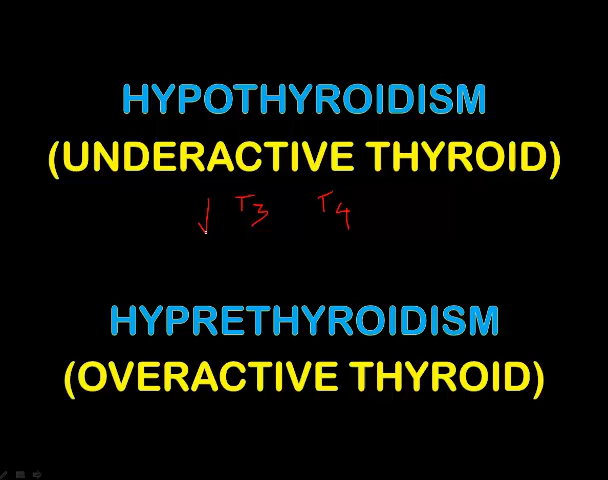 HYPOTHYROIDISM
(UNDERACTIVE THYROID)
↓ T3 T4
HYPRETHYROIDISM
(OVERACTIVE THYROID)